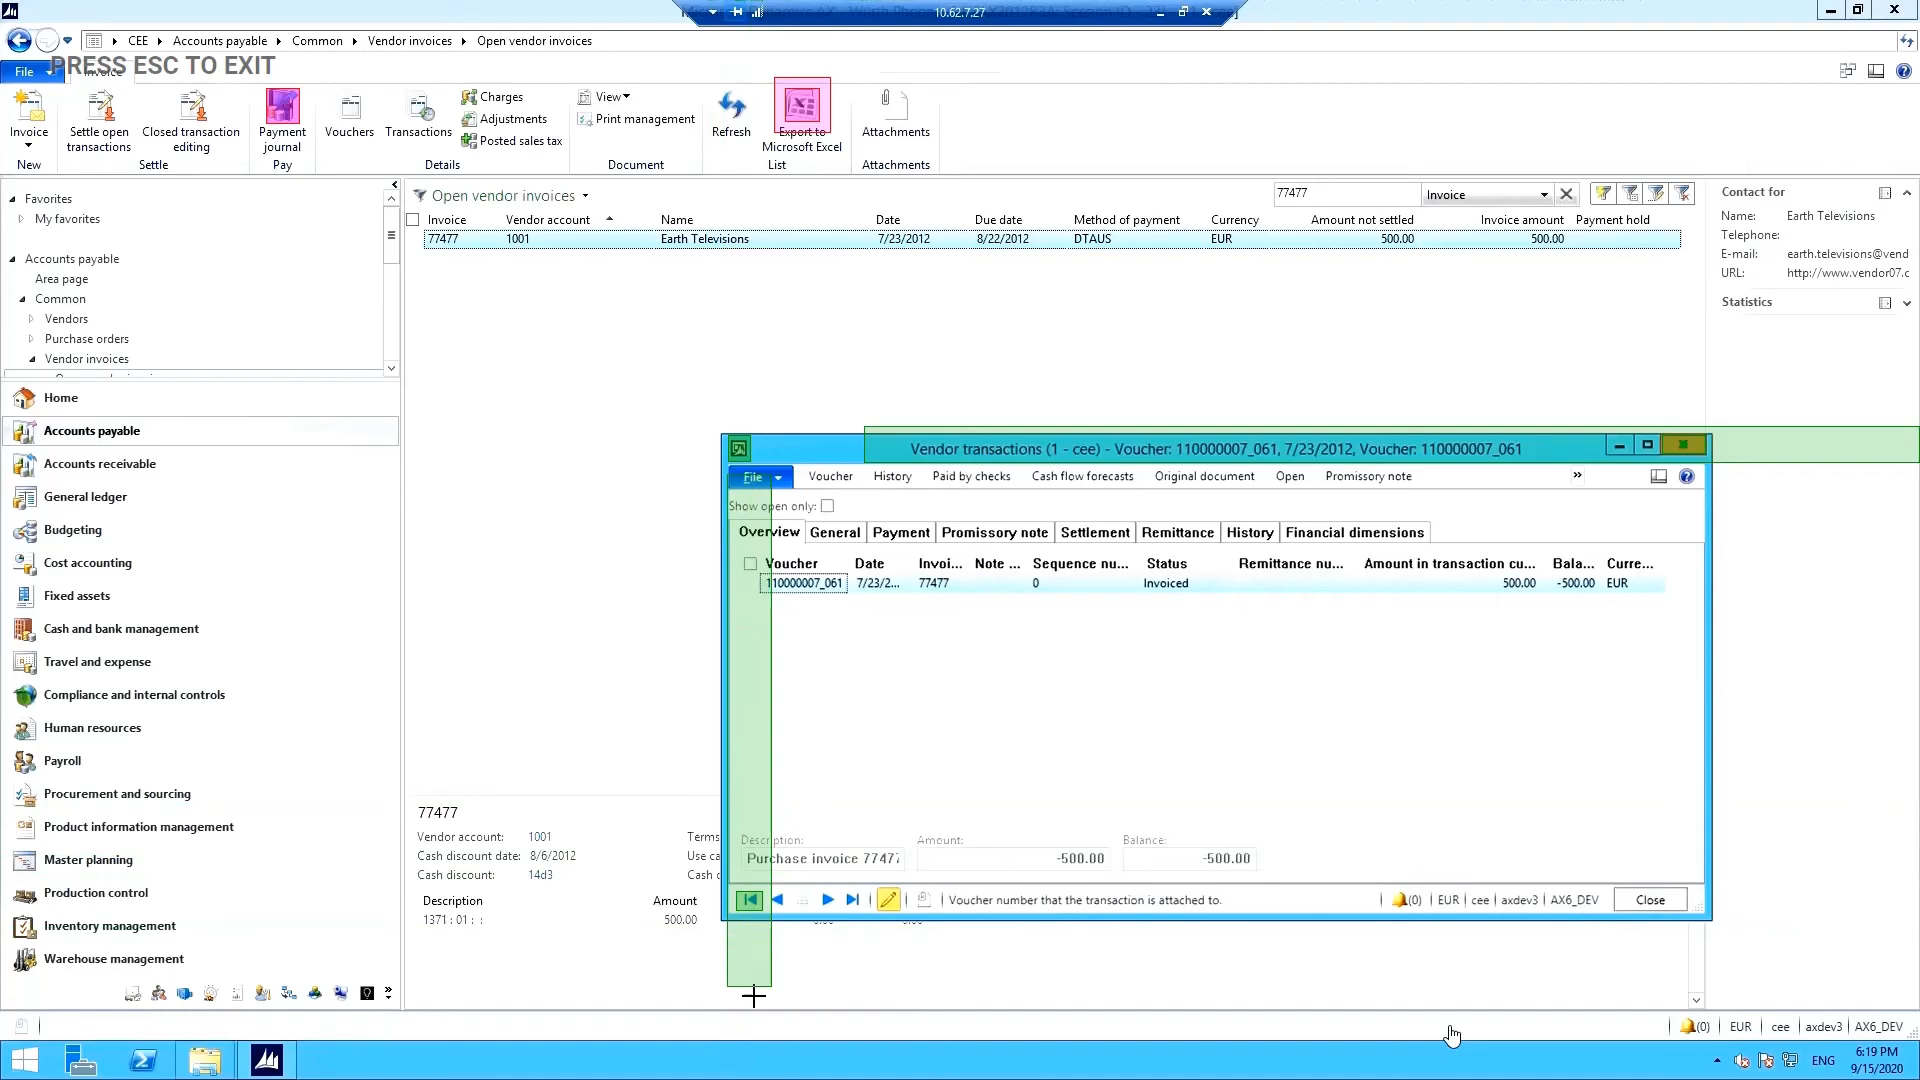 10.62.7.27
CEE Accounts payable Common Vendor invoices Open vendor invoices
PRESS ESC TO EXIT
File Invoice
Invoice
New
Settle open transactions
Closed transaction editing
Settle
Payment journal
Pay
Vouchers
Transactions
Charges
Adjustments
Posted sales tax
Details
View
Print management
Document
Refresh
Export to Microsoft Excel
List
Attachments
Attachments
Favorites
My favorites
Accounts payable
Area page
Common
Vendors
Purchase orders
Vendor invoices
Home
Accounts payable
Accounts receivable
General ledger
Budgeting
Cost accounting
Fixed assets
Cash and bank management
Travel and expense
Compliance and internal controls
Human resources
Payroll
Procurement and sourcing
Product information management
Master planning
Production control
Inventory management
Warehouse management
Open vendor invoices
77477 Invoice
Invoice Vendor account Name Date Due date Method of payment Currency Amount not settled Invoice amount Payment hold
77477 1001 Earth Televisions 7/23/2012 8/22/2012 DTAUS EUR 500.00 500.00
Contact for
Name: Earth Televisions
Telephone:
E-mail: earth.televisions@vend
URL: http://www.vendor07.c
Statistics
Vendor transactions (1 - cee) - Voucher: 110000007_061, 7/23/2012, Voucher: 110000007_061
File Voucher History Paid by checks Cash flow forecasts Original document Open Promissory note »
Show open only:
Overview General Payment Promissory note Settlement Remittance History Financial dimensions
Voucher Date Invoi... Note ... Sequence nu... Status Remittance nu... Amount in transaction cu... Bala... Curre...
110000007_061 7/23/2... 77477 0 Invoiced 500.00 -500.00 EUR
Description: Amount: Balance:
Purchase invoice 77477 -500.00 -500.00
Voucher number that the transaction is attached to. (0) EUR cee axdev3 AX6_DEV Close
77477
Vendor account: 1001 Terms
Cash discount date: 8/6/2012 Use ca
Cash discount: 14d3 Cash d
Description Amount
1371 : 01 : : 500.00
(0) EUR cee axdev3 AX6_DEV
ENG
6:19 PM
9/15/2020